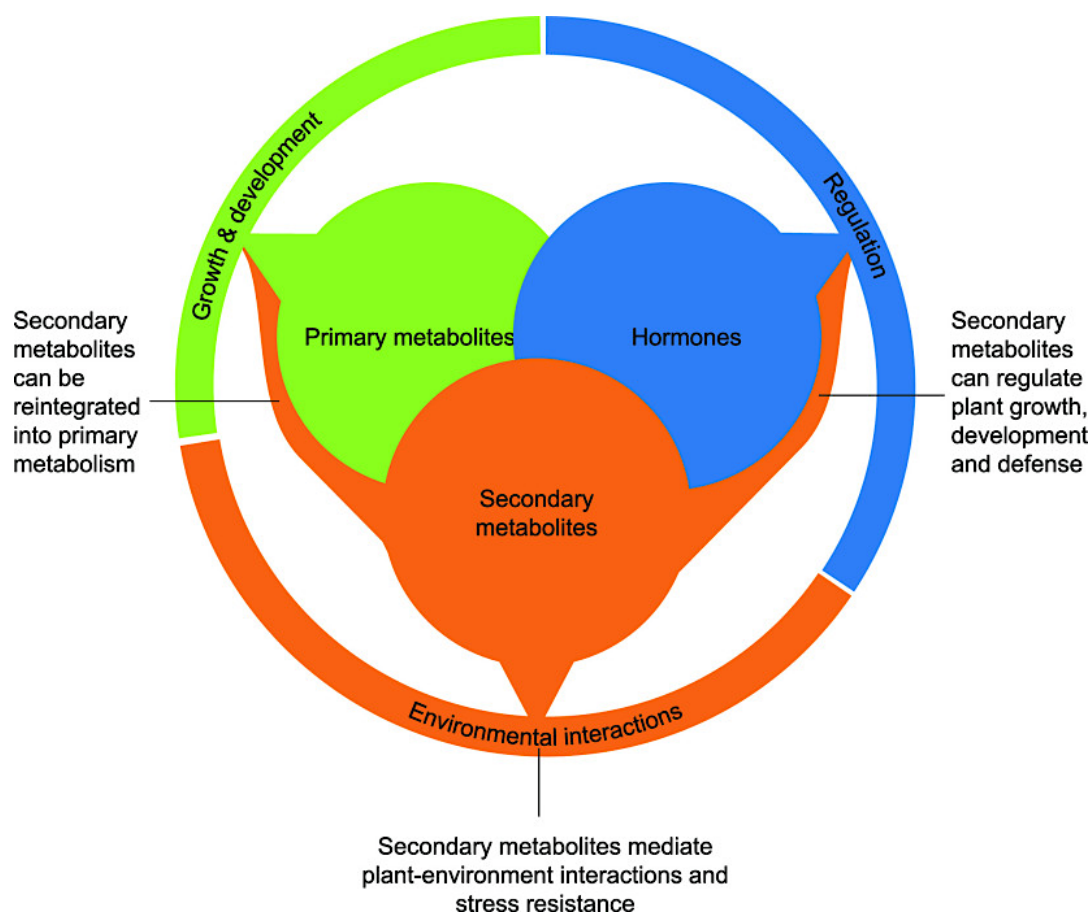 Growth & development
Regulation
Primary metabolites
Hormones
Secondary
metabolites
can be
reintegrated
into primary
metabolism
Secondary
metabolites
can regulate
plant growth,
development
and defense
Secondary
metabolites
Environmental interactions
Secondary metabolites mediate
plant-environment interactions and
stress resistance